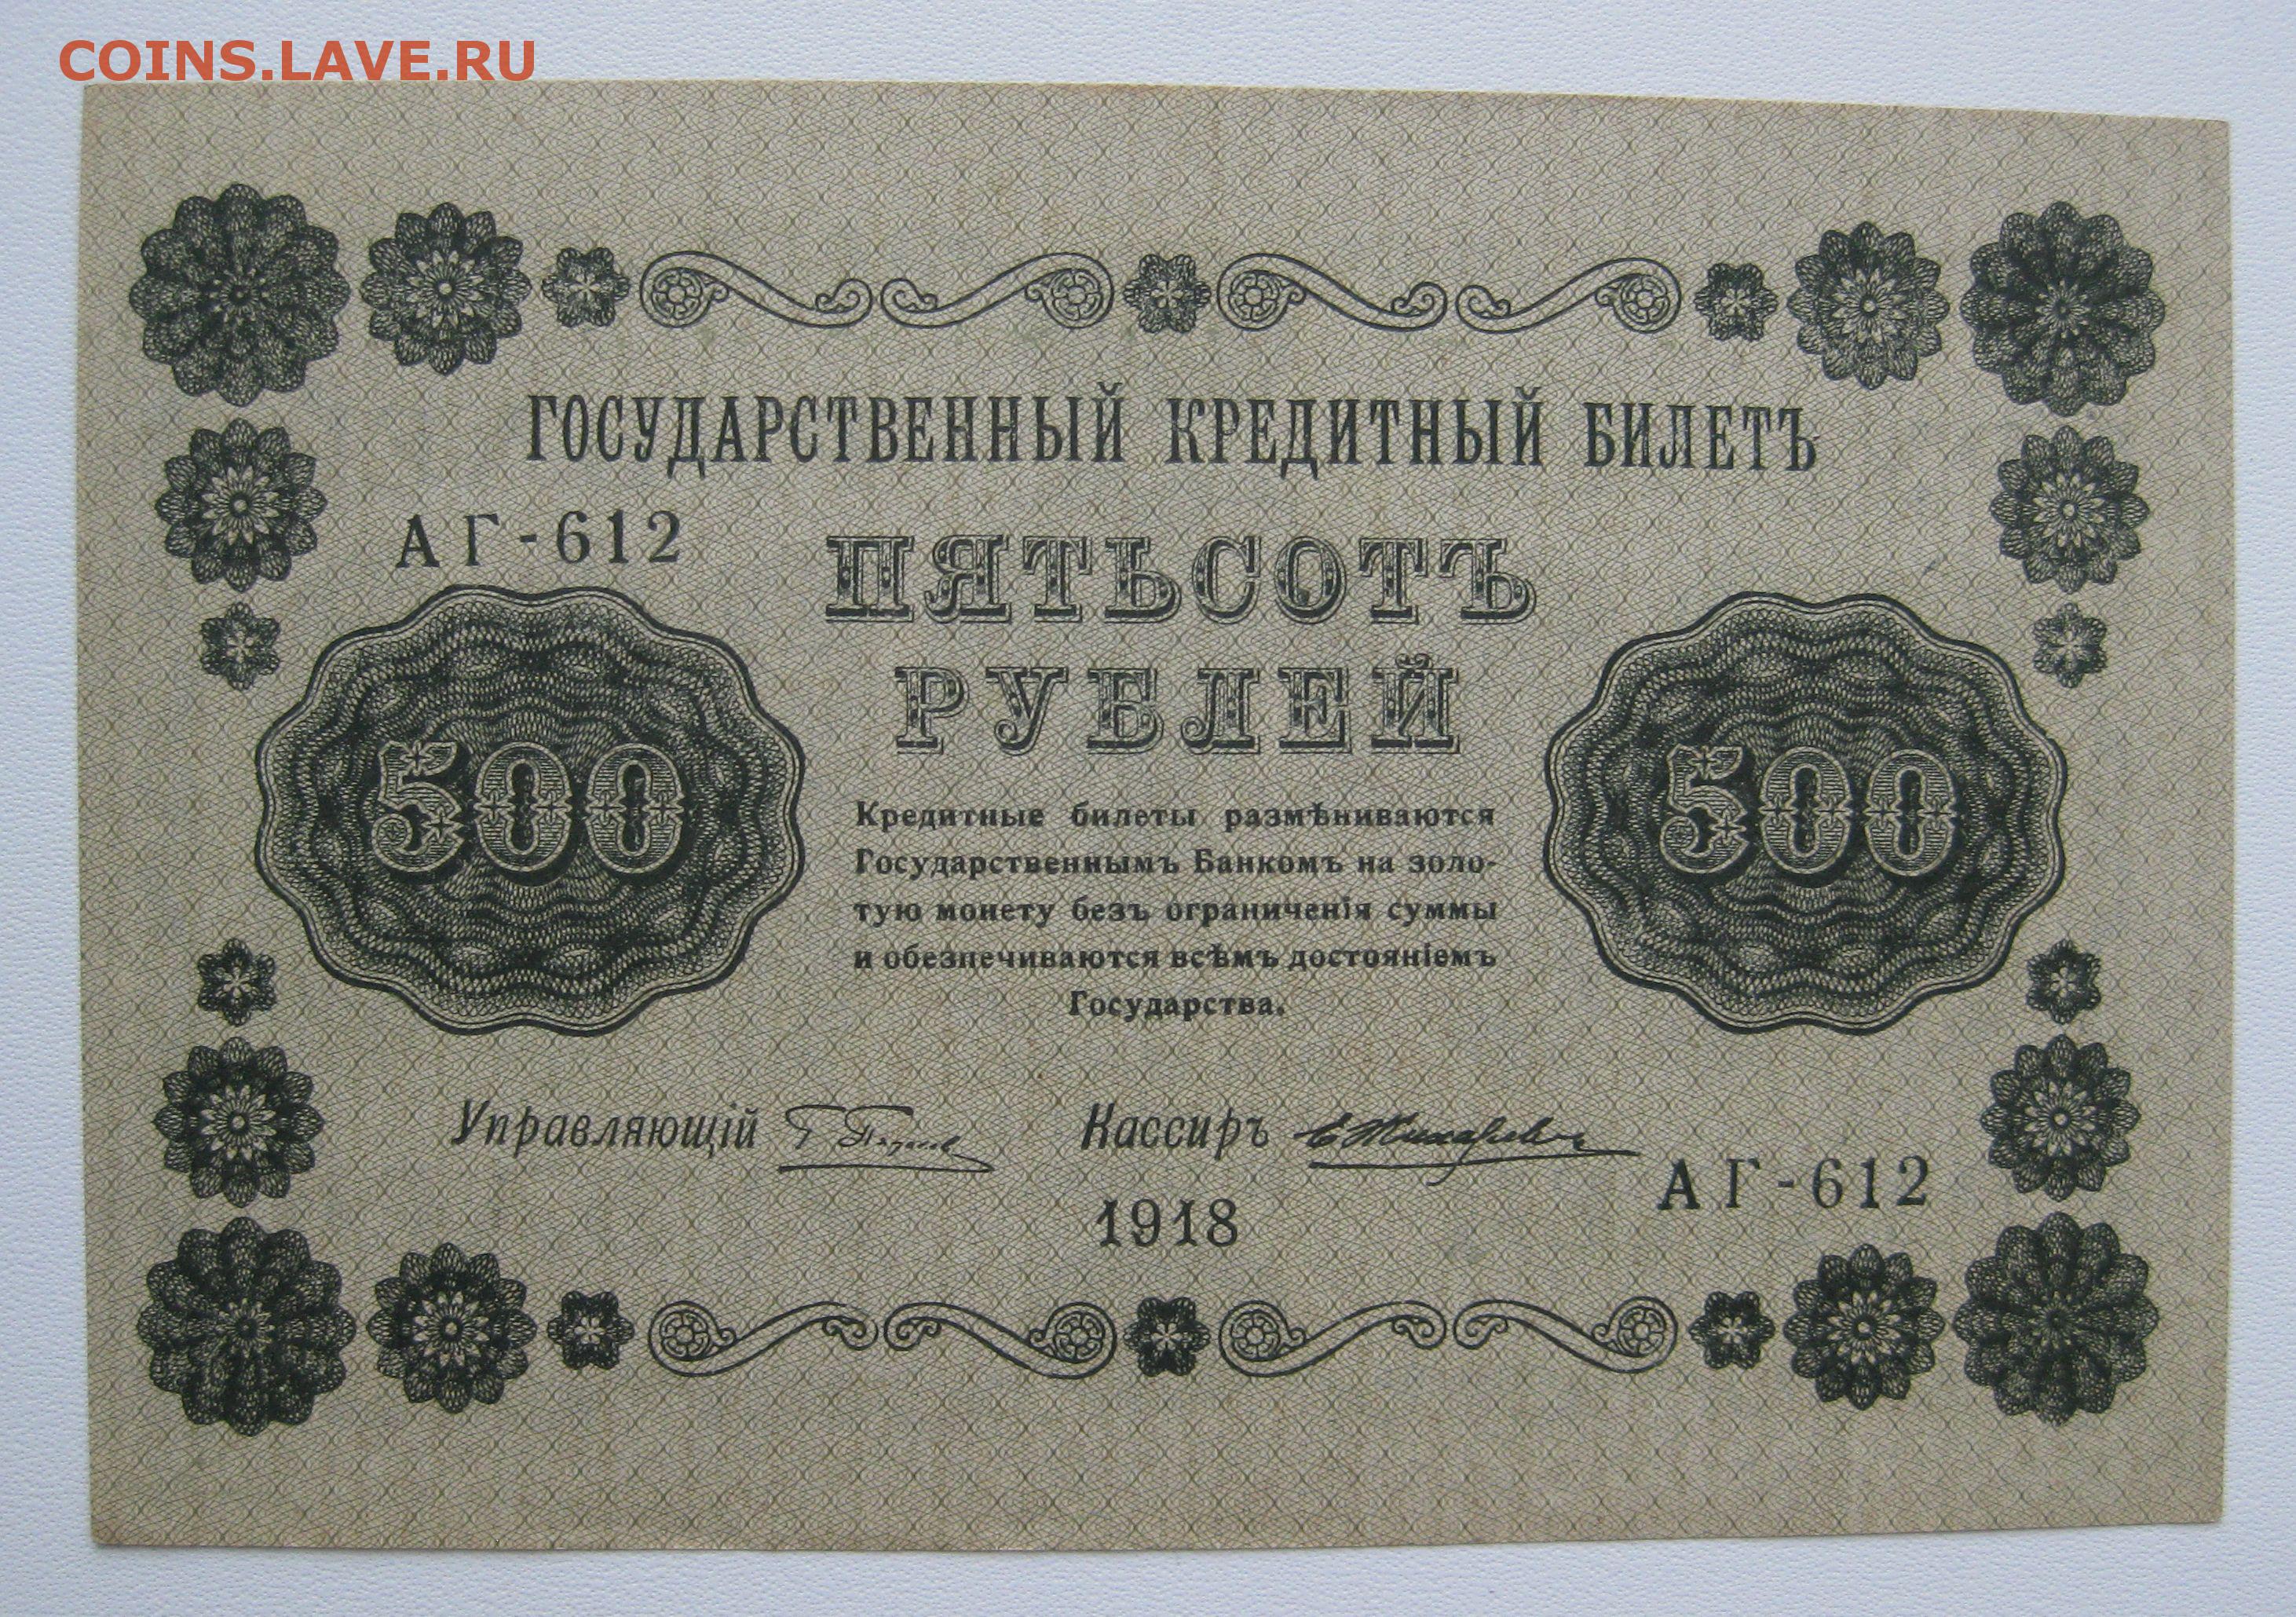 COINS.LAVE.RU
ГОСУДАРСТВЕННЫЙ КРЕДИТНЫЙ БИЛЕТЪ
АГ-612
ПЯТЬСОТЪ
РУБЛЕЙ
500
500
Кредитные билеты размѣниваются
Государственнымъ Банкомъ на золо-
тую монету безъ ограниченія суммы
и обезпечиваются всѣмъ достояніемъ
Государства.
Управляющій
Кассиръ
АГ-612
1918